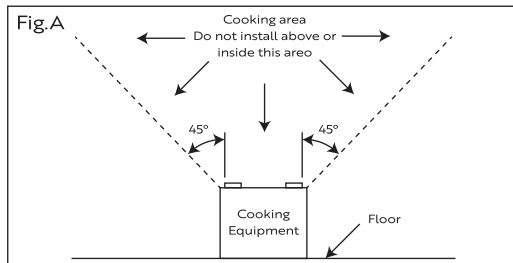 Fig.A
Cooking area
Do not install above or
inside this areo
45°
45°
Cooking
Equipment
Floor